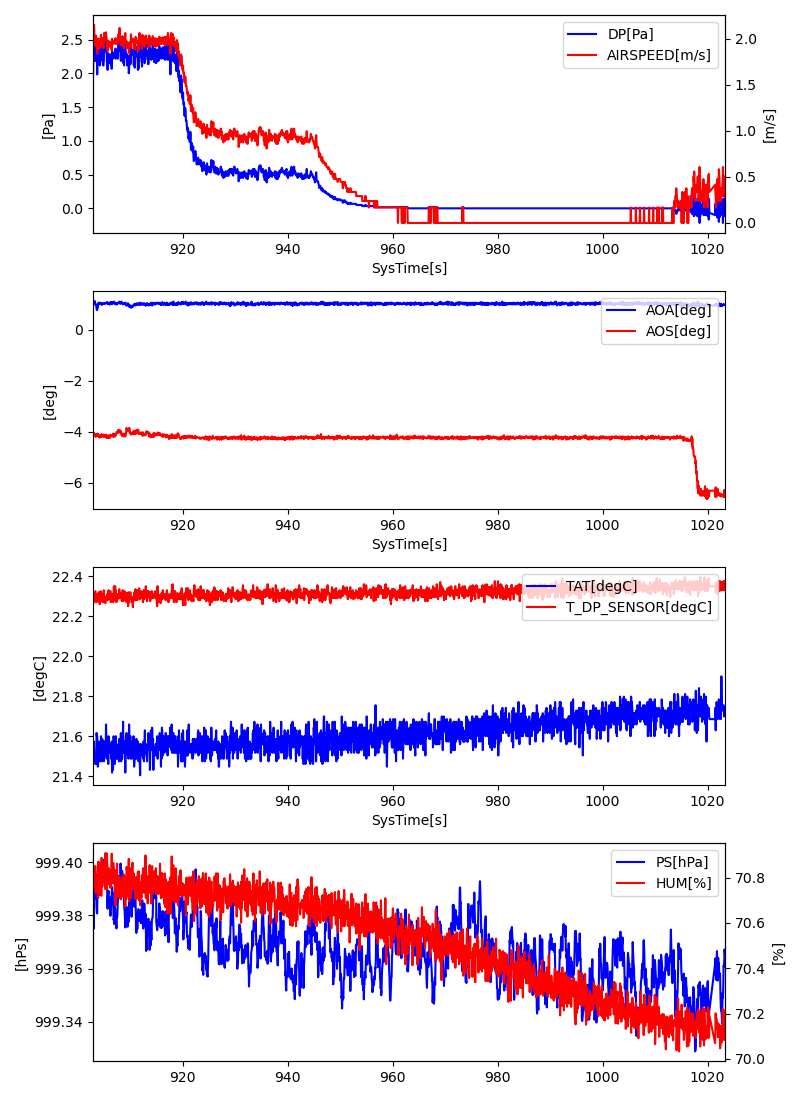 DP[Pa]
AIRSPEED[m/s]
2.5
2.0
1.5
1.0
0.5
0.0
[Pa]
2.0
1.5
1.0
0.5
0.0
[m/s]
920 940 960 980 1000 1020
SysTime[s]
AOA[deg]
AOS[deg]
0
−2
−4
−6
[deg]
920 940 960 980 1000 1020
SysTime[s]
TAT[degC]
T_DP_SENSOR[degC]
22.4
22.2
22.0
21.8
21.6
21.4
[degC]
920 940 960 980 1000 1020
SysTime[s]
PS[hPa]
HUM[%]
999.40
999.38
999.36
999.34
[hPs]
70.8
70.6
70.4
70.2
70.0
[%]
920 940 960 980 1000 1020